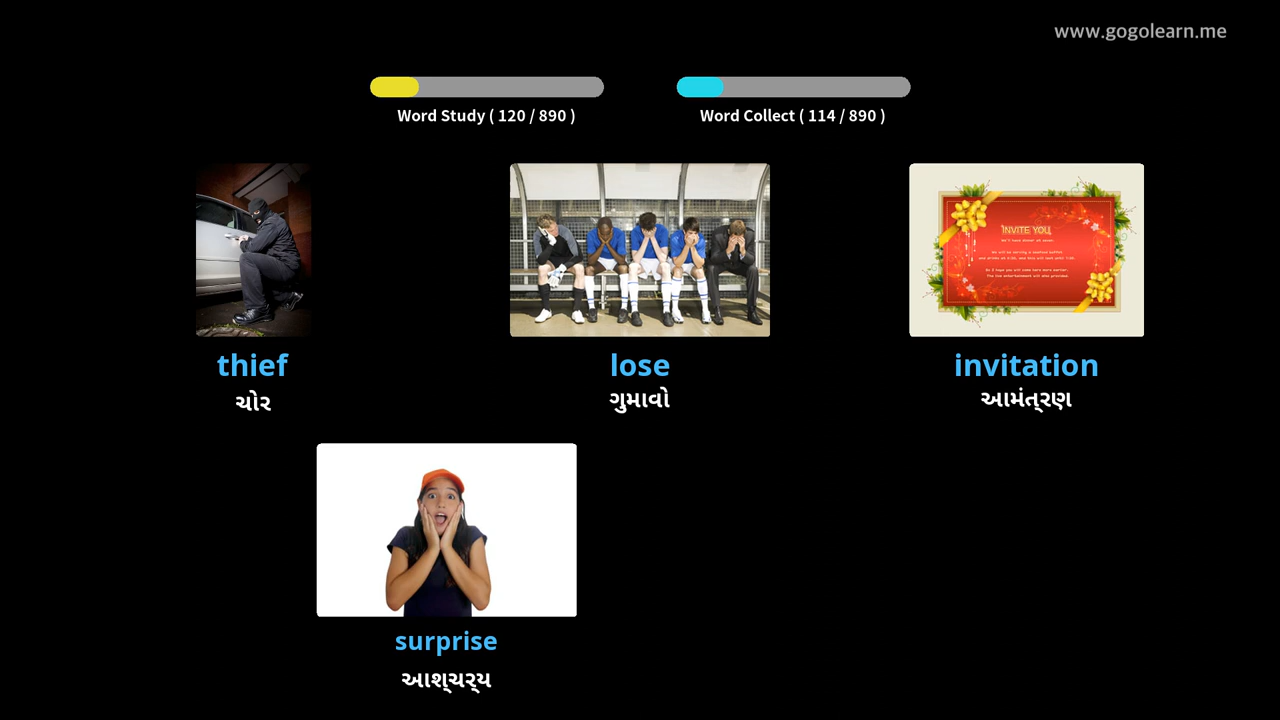 www.gogolearn.me
Word Study ( 120 / 890 )
Word Collect ( 114 / 890 )
INVITE YOU
thief
lose
invitation
ચોર
ગુમાવો
આમંત્રણ
surprise
આશ્ચર્ય